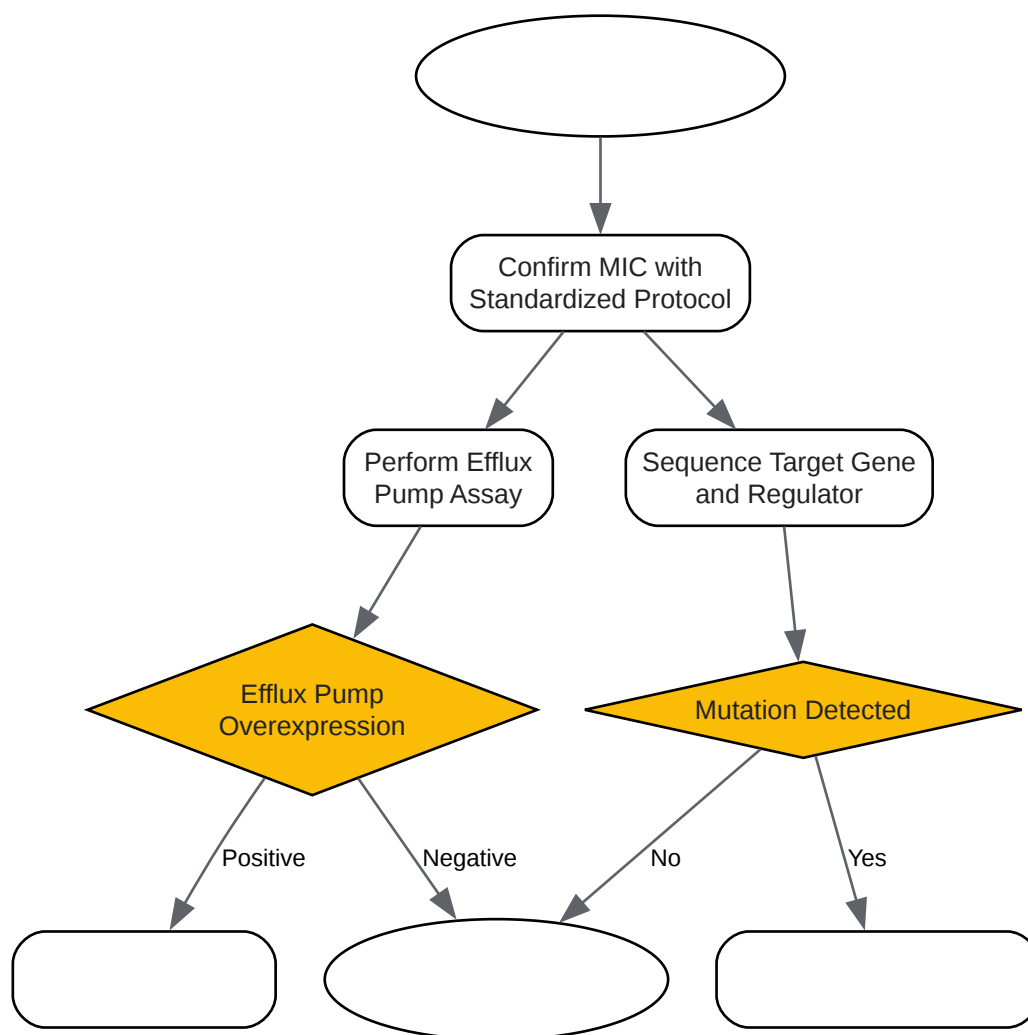 Confirm MIC with
Standardized Protocol
Perform Efflux
Pump Assay
Sequence Target Gene
and Regulator
Efflux Pump
Overexpression
Mutation Detected
Positive
Negative
No
Yes